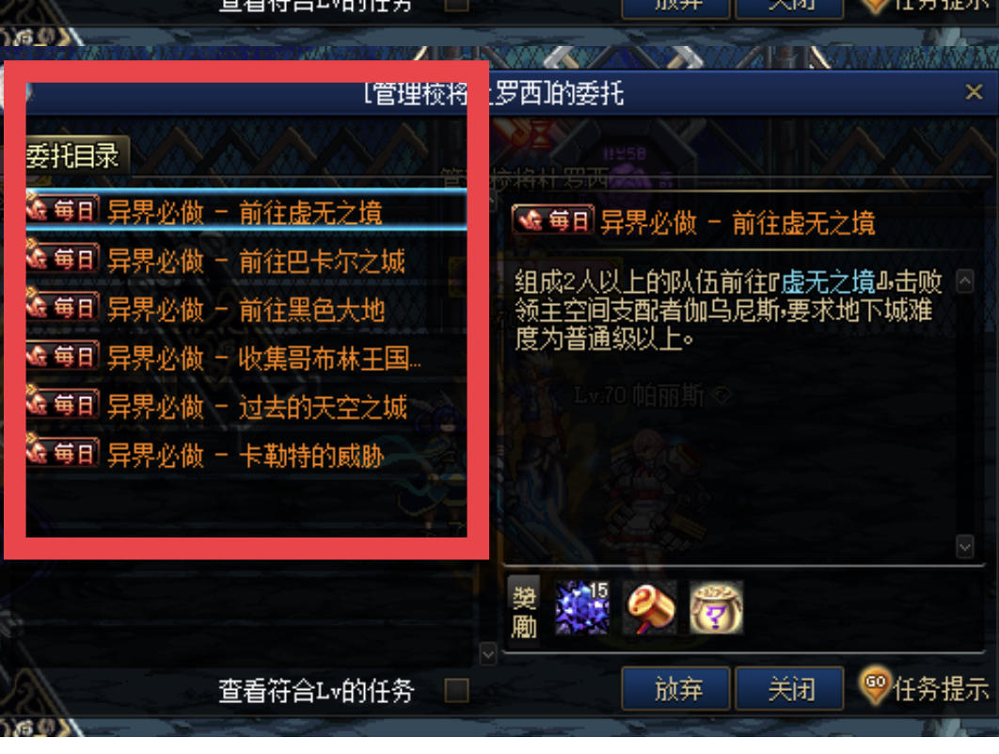 查看符合Lv的任务
放弃
关闭
任务提示
[管理核将杜罗西]的委托
委托目录
管理核将杜罗西
每日 异界必做 - 前往虚无之境
每日 异界必做 - 前往巴卡尔之城
每日 异界必做 - 前往黑色大地
每日 异界必做 - 收集哥布林王国...
每日 异界必做 - 过去的天空之城
每日 异界必做 - 卡勒特的威胁
每日 异界必做 - 前往虚无之境
组成2人以上的队伍前往『虚无之境』,击败
领主空间支配者伽乌尼斯,要求地下城难
度为普通级以上。
Lv.70 帕丽斯
奖励
15
查看符合Lv的任务
放弃
关闭
GO 任务提示